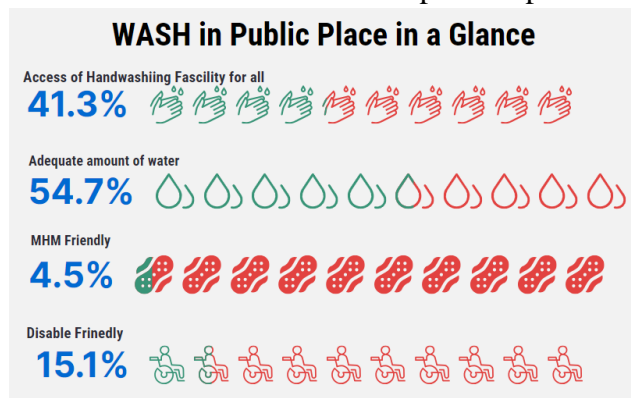 WASH in Public Place in a Glance
Access of Handwashiing Fascility for all
41.3%
Adequate amount of water
54.7%
MHM Friendly
4.5%
Disable Frinedly
15.1%